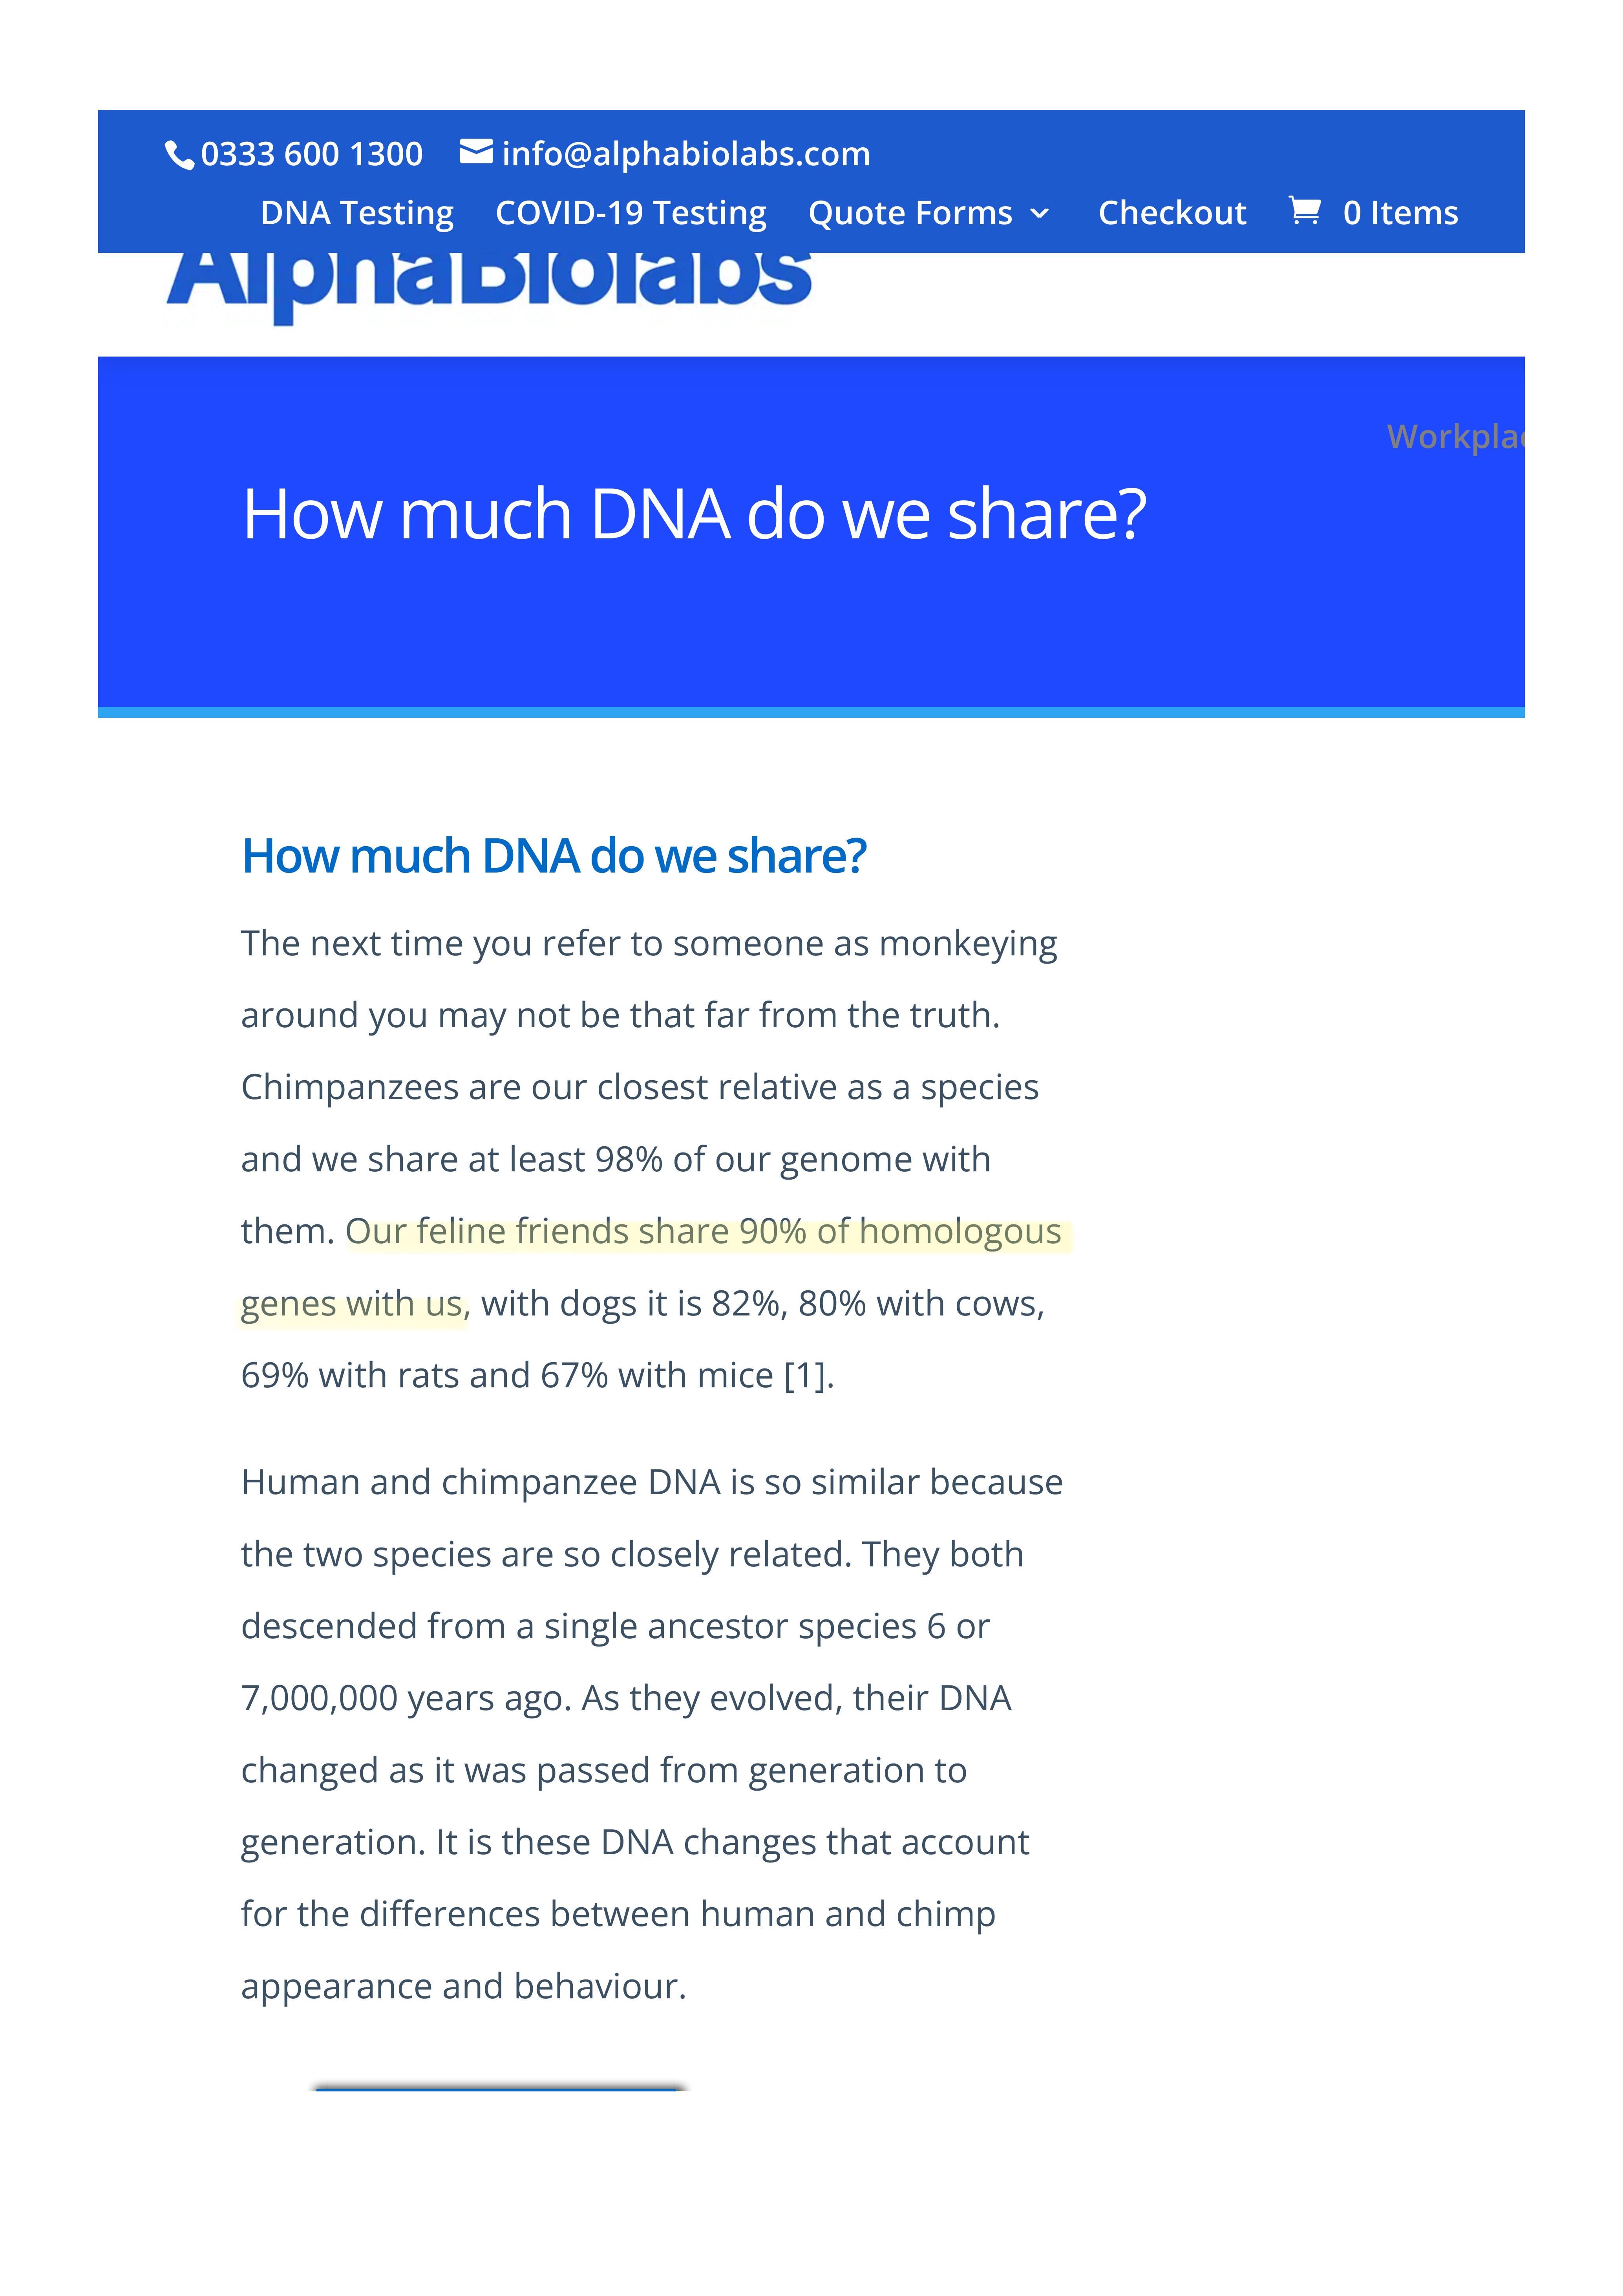 0333 600 1300 info@alphabiolabs.com
DNA Testing COVID-19 Testing Quote Forms Checkout 0 Items
AlphaBiolabs
Workplac
How much DNA do we share?
How much DNA do we share?
The next time you refer to someone as monkeying
around you may not be that far from the truth.
Chimpanzees are our closest relative as a species
and we share at least 98% of our genome with
them. Our feline friends share 90% of homologous
genes with us, with dogs it is 82%, 80% with cows,
69% with rats and 67% with mice [1].
Human and chimpanzee DNA is so similar because
the two species are so closely related. They both
descended from a single ancestor species 6 or
7,000,000 years ago. As they evolved, their DNA
changed as it was passed from generation to
generation. It is these DNA changes that account
for the differences between human and chimp
appearance and behaviour.